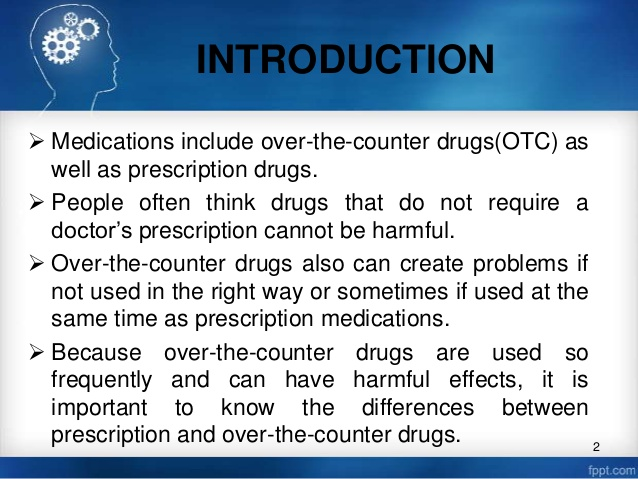 INTRODUCTION
➢ Medications include over-the-counter drugs(OTC) as
well as prescription drugs.
➢ People often think drugs that do not require a
doctor’s prescription cannot be harmful.
➢ Over-the-counter drugs also can create problems if
not used in the right way or sometimes if used at the
same time as prescription medications.
➢ Because over-the-counter drugs are used so
frequently and can have harmful effects, it is
important to know the differences between
prescription and over-the-counter drugs.
2
fppt.com